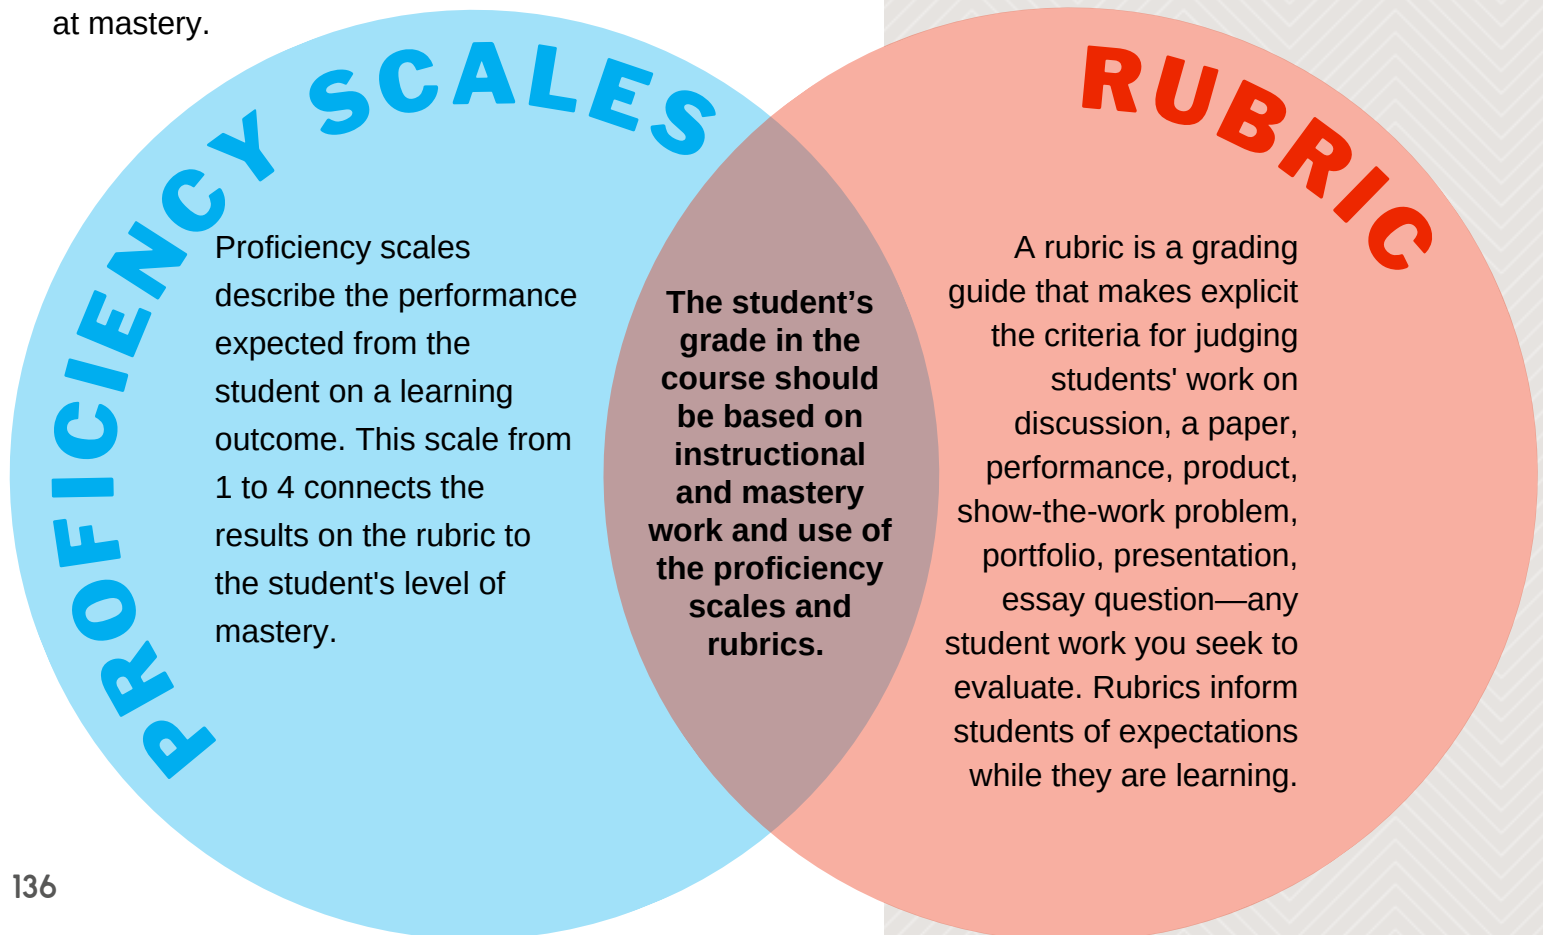 at mastery.
PROFICIENCY SCALES
Proficiency scales
describe the performance
expected from the
student on a learning
outcome. This scale from
1 to 4 connects the
results on the rubric to
the student's level of
mastery.
The student’s
grade in the
course should
be based on
instructional
and mastery
work and use of
the proficiency
scales and
rubrics.
RUBRIC
A rubric is a grading
guide that makes explicit
the criteria for judging
students' work on
discussion, a paper,
performance, product,
show-the-work problem,
portfolio, presentation,
essay question—any
student work you seek to
evaluate. Rubrics inform
students of expectations
while they are learning.
136